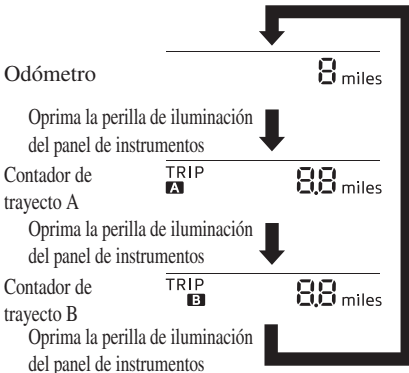 Odómetro 8 miles
Oprima la perilla de iluminación
del panel de instrumentos
Contador de TRIP
trayecto A A 8.8 miles
Oprima la perilla de iluminación
del panel de instrumentos
Contador de TRIP
trayecto B B 8.8 miles
Oprima la perilla de iluminación
del panel de instrumentos